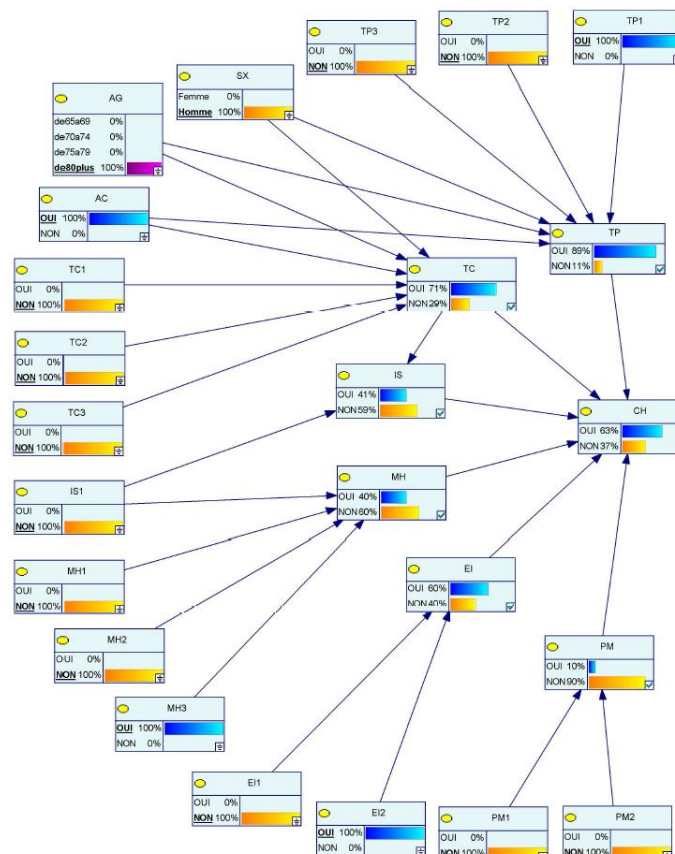 TP3
OUI 0%
NON 100%
TP2
OUI 0%
NON 100%
TP1
OUI 100%
NON 0%
SX
Femme 0%
Homme 100%
AG
de65a69 0%
de70a74 0%
de75a79 0%
de80plus 100%
AC
OUI 100%
NON 0%
TP
OUI 89%
NON 11%
TC1
OUI 0%
NON 100%
TC
OUI 71%
NON 29%
TC2
OUI 0%
NON 100%
IS
OUI 41%
NON 59%
TC3
OUI 0%
NON 100%
CH
OUI 63%
NON 37%
IS1
OUI 0%
NON 100%
MH
OUI 40%
NON 60%
MH1
OUI 0%
NON 100%
EI
OUI 60%
NON 40%
MH2
OUI 0%
NON 100%
PM
OUI 10%
NON 90%
MH3
OUI 100%
NON 0%
EI1
OUI 0%
NON 100%
EI2
OUI 100%
NON 0%
PM1
OUI 0%
NON 100%
PM2
OUI 0%
NON 100%